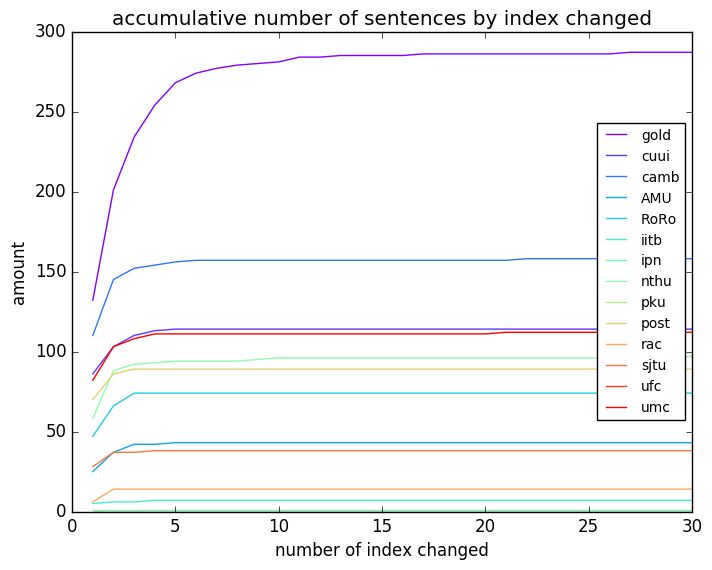 accumulative number of sentences by index changed
300
250
200
150
100
50
0
amount
gold
cuui
camb
AMU
RoRo
iitb
ipn
nthu
pku
post
rac
sjtu
ufc
umc
0 5 10 15 20 25 30
number of index changed